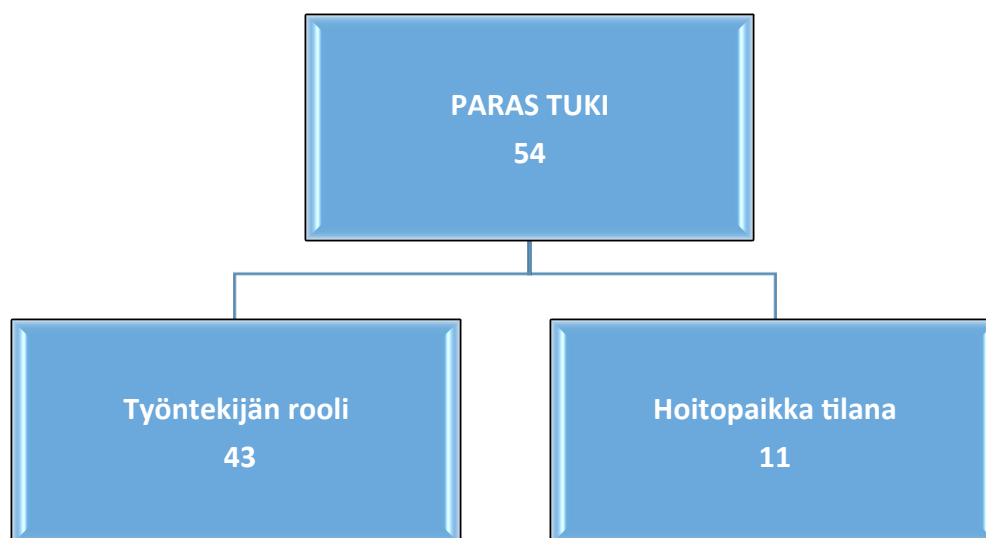 PARAS TUKI
54
Työntekijän rooli
43
Hoitopaikka tilana
11